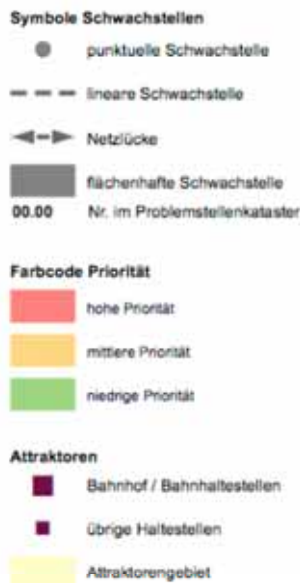 Symbole Schwachstellen
punktuelle Schwachstelle
lineare Schwachstelle
Netzlücke
flächenhafte Schwachstelle
00.00 Nr. im Problemstellenkataster
Farbcode Priorität
hohe Priorität
mittlere Priorität
niedrige Priorität
Attraktoren
Bahnhof / Bahnhaltestellen
übrige Haltestellen
Attraktorengebiet